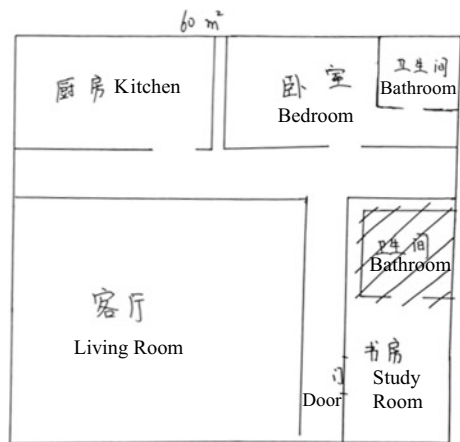 60 m²
厨房 Kitchen
卧室
Bedroom
卫生间
Bathroom
卫生间
Bathroom
客厅
Living Room
书房
Study
Room
门
Door